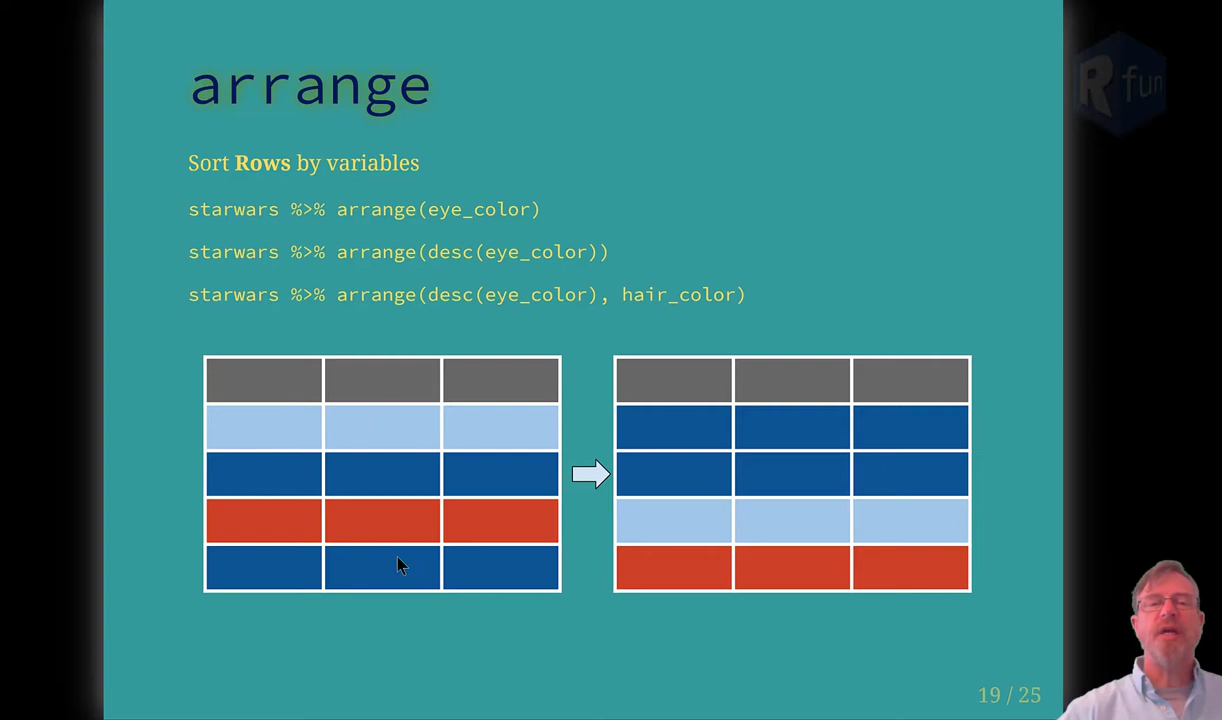 arrange
R fun
Sort Rows by variables
starwars %>% arrange(eye_color)
starwars %>% arrange(desc(eye_color))
starwars %>% arrange(desc(eye_color), hair_color)
19 / 25